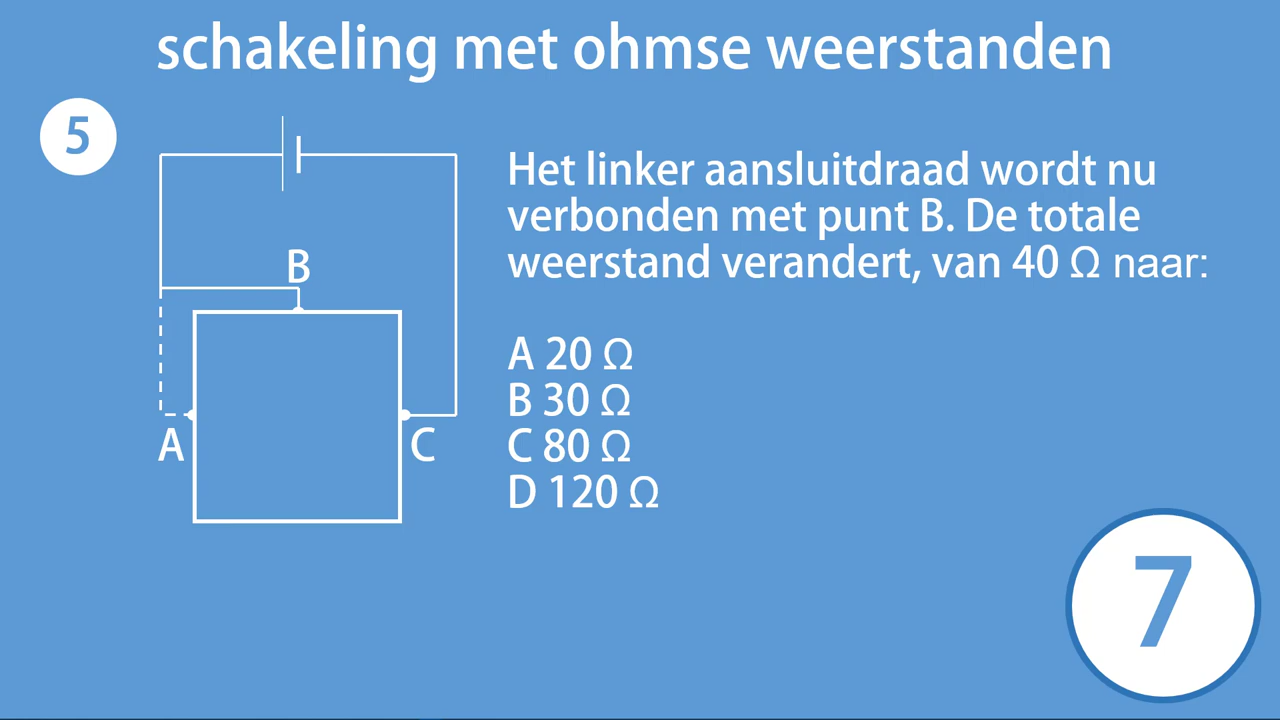 schakeling met ohmse weerstanden
5
Het linker aansluitdraad wordt nu
verbonden met punt B. De totale
weerstand verandert, van 40 Ω naar:
B
A 20 Ω
B 30 Ω
A
C
C 80 Ω
D 120 Ω
7